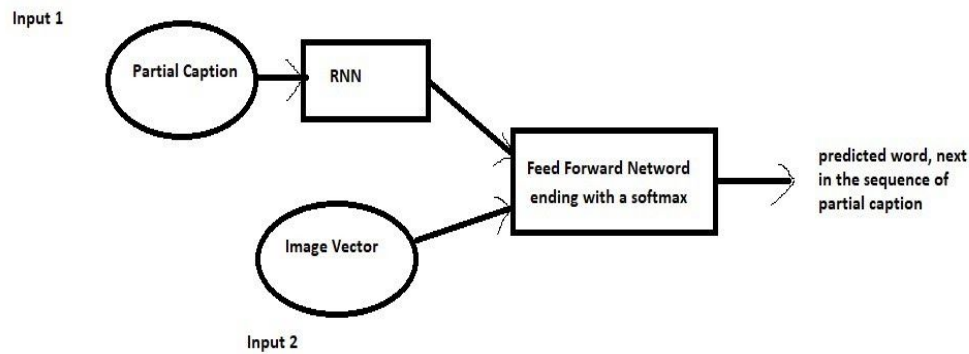 Input 1
Partial Caption
RNN
Feed Forward Netword
ending with a softmax
predicted word, next
in the sequence of
partial caption
Image Vector
Input 2